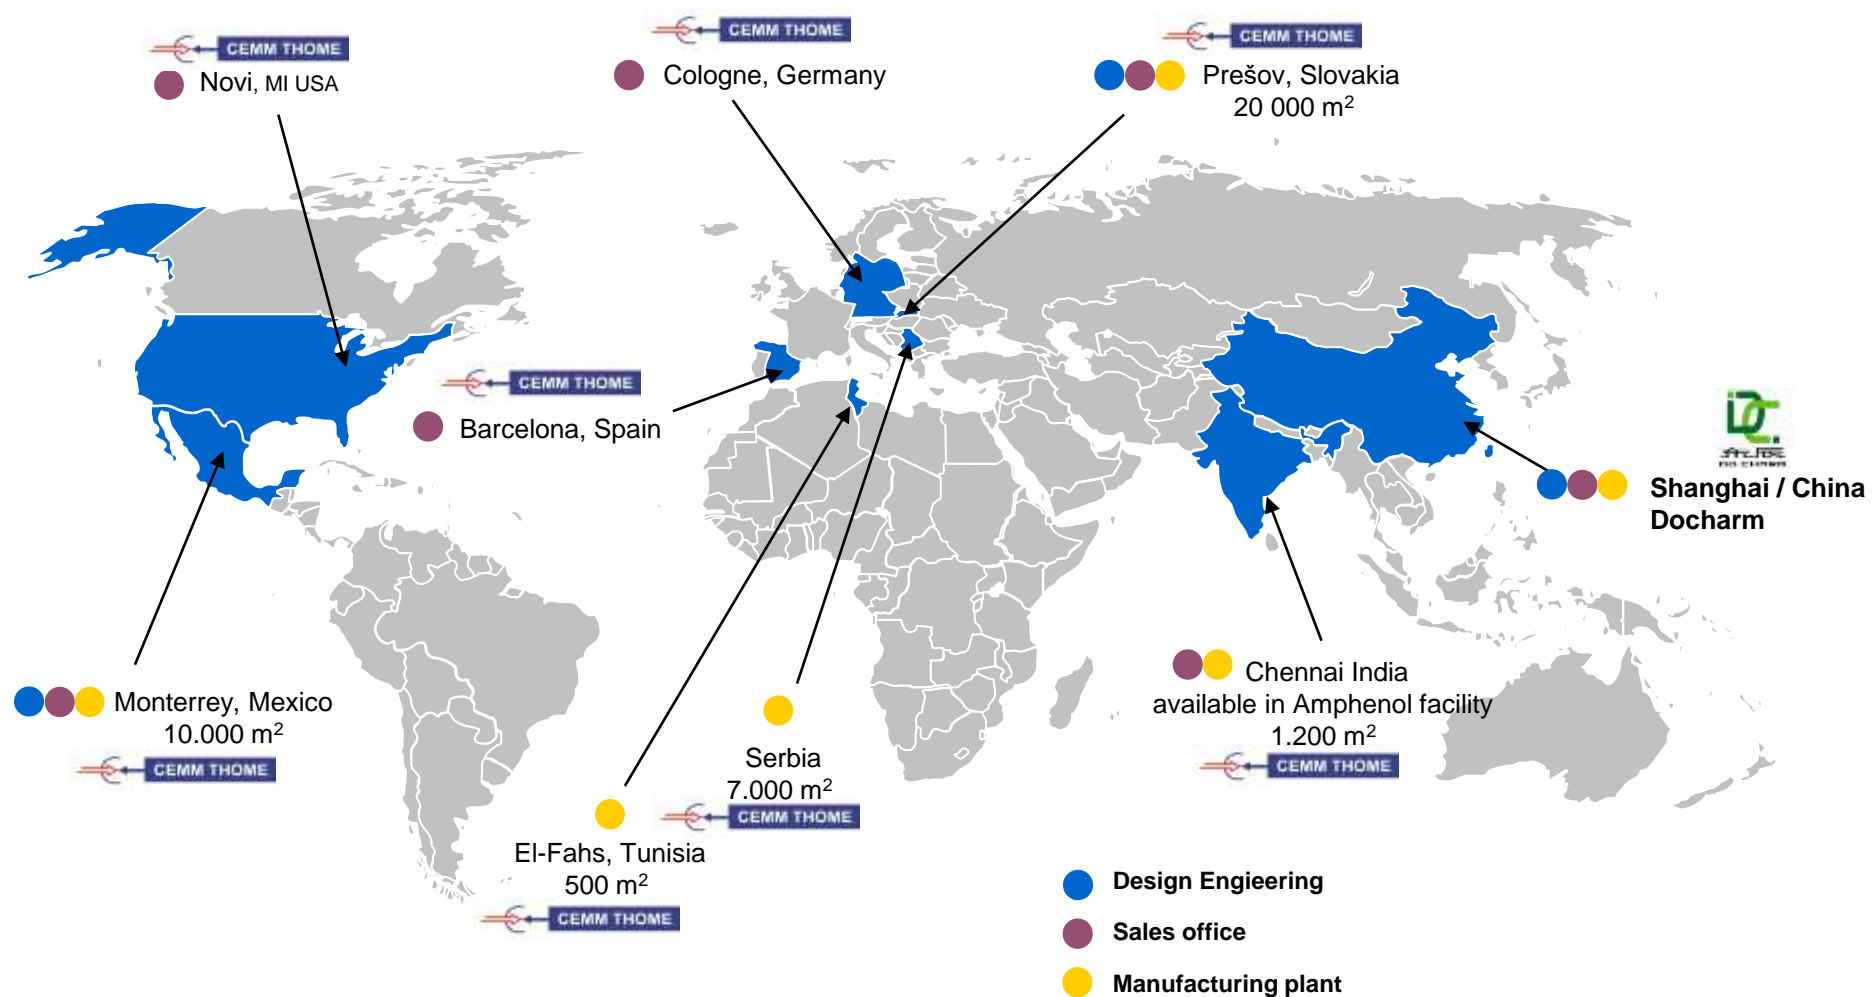 CEMM THOME
Novi, MI USA
CEMM THOME
Cologne, Germany
CEMM THOME
Prešov, Slovakia
20 000 m²
CEMM THOME
Barcelona, Spain
Shanghai / China
Docharm
Monterrey, Mexico
10.000 m²
CEMM THOME
Serbia
7.000 m²
CEMM THOME
El-Fahs, Tunisia
500 m²
CEMM THOME
Chennai India
available in Amphenol facility
1.200 m²
CEMM THOME
Design Engieering
Sales office
Manufacturing plant